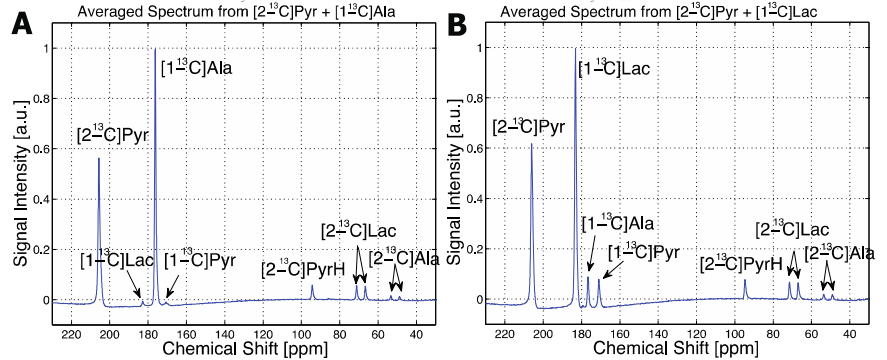 A
Averaged Spectrum from [2-¹³C]Pyr + [1-¹³C]Ala
Signal Intensity [a.u.]
1
0.8
0.6
0.4
0.2
0
[2-¹³C]Pyr
[1-¹³C]Ala
[1-¹³C]Lac
[1-¹³C]Pyr
[2-¹³C]PyrH
[2-¹³C]Lac
[2-¹³C]Ala
220 200 180 160 140 120 100 80 60 40
Chemical Shift [ppm]
B
Averaged Spectrum from [2-¹³C]Pyr + [1-¹³C]Lac
Signal Intensity [a.u.]
1
0.8
0.6
0.4
0.2
0
[2-¹³C]Pyr
[1-¹³C]Lac
[1-¹³C]Ala
[1-¹³C]Pyr
[2-¹³C]PyrH
[2-¹³C]Lac
[2-¹³C]Ala
220 200 180 160 140 120 100 80 60 40
Chemical Shift [ppm]